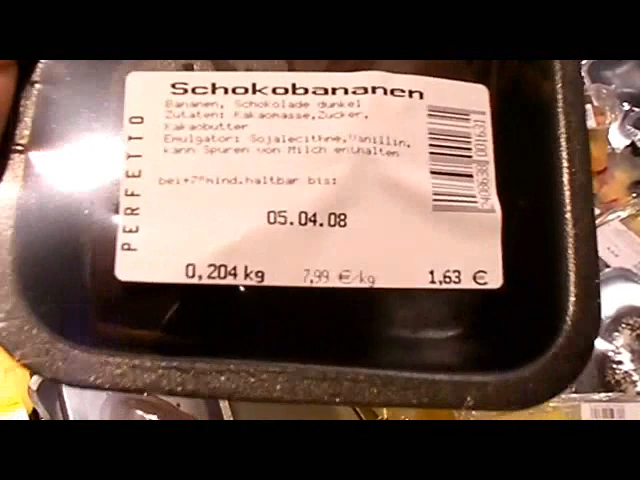 Schokobananen
Bananen, Schokolade dunkel
Zutaten: Kakaomasse,Zucker,
Kakaobutter
Emulgator: Sojalecithne,Vanillin,
kann Spuren von Milch enthalten
bei+7°mind.haltbar bis:
05.04.08
0,204 kg 7,99 €/kg 1,63 €
PERFETTO